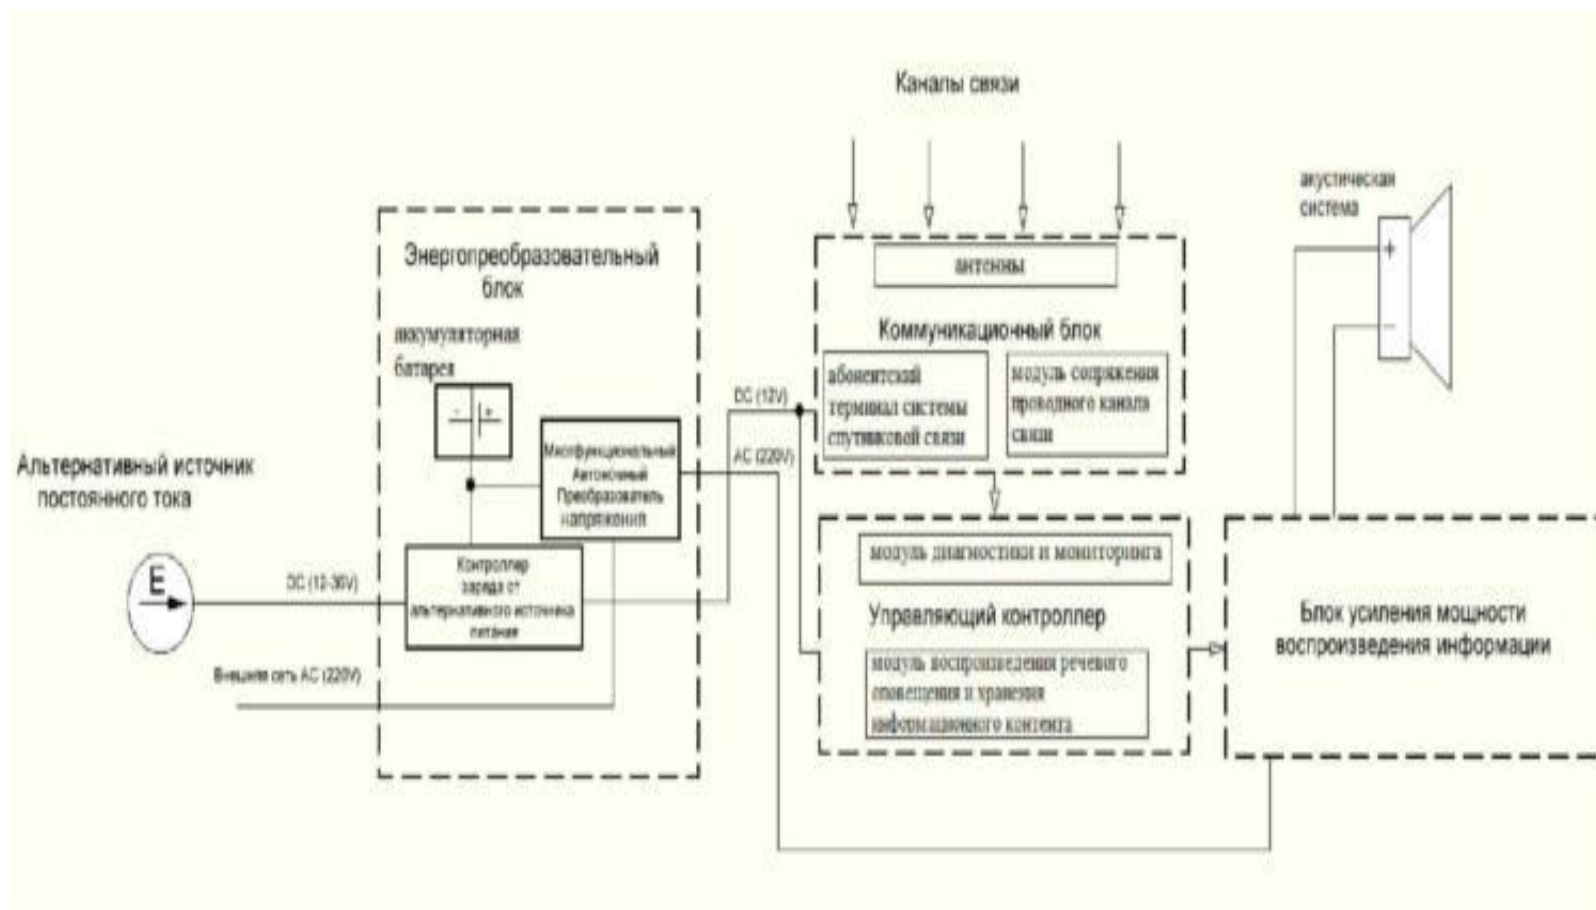 Каналы связи
акустическая
система
Энергопреобразовательный
блок
аккумуляторная
батарея
- +
Многфункциональный
Автономный
Преобразователь
напряжения
Альтернативный источник
постоянного тока
E
DC (12-36V)
Контроллер
заряда от
альтернативного источника
питания
Внешняя сеть AC (220V)
DC (12V)
AC (220V)
антенны
Коммуникационный блок
абонентский
терминал системы
спутниковой связи
модуль сопряжения
проводного канала
связи
модуль диагностики и мониторинга
Управляющий контроллер
модуль воспроизведения речевого
оповещения и хранения
информационного контента
+
−
Блок усиления мощности
воспроизведения информации